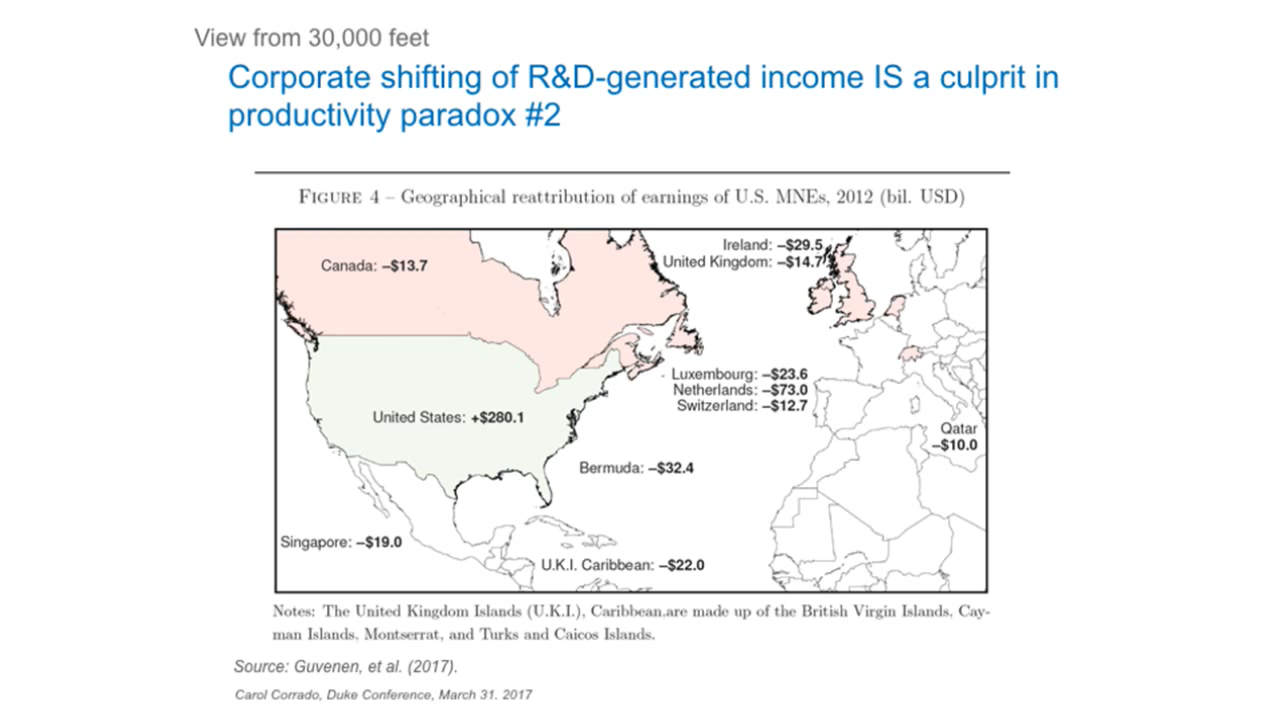 View from 30,000 feet
Corporate shifting of R&D-generated income IS a culprit in
productivity paradox #2
FIGURE 4 – Geographical reattribution of earnings of U.S. MNEs, 2012 (bil. USD)
Canada: –$13.7
Ireland: –$29.5
United Kingdom: –$14.7
Luxembourg: –$23.6
Netherlands: –$73.0
Switzerland: –$12.7
United States: +$280.1
Qatar
–$10.0
Bermuda: –$32.4
Singapore: –$19.0
U.K.I. Caribbean: –$22.0
Notes: The United Kingdom Islands (U.K.I.), Caribbean,are made up of the British Virgin Islands, Cay-
man Islands, Montserrat, and Turks and Caicos Islands.
Source: Guvenen, et al. (2017).
Carol Corrado, Duke Conference, March 31. 2017